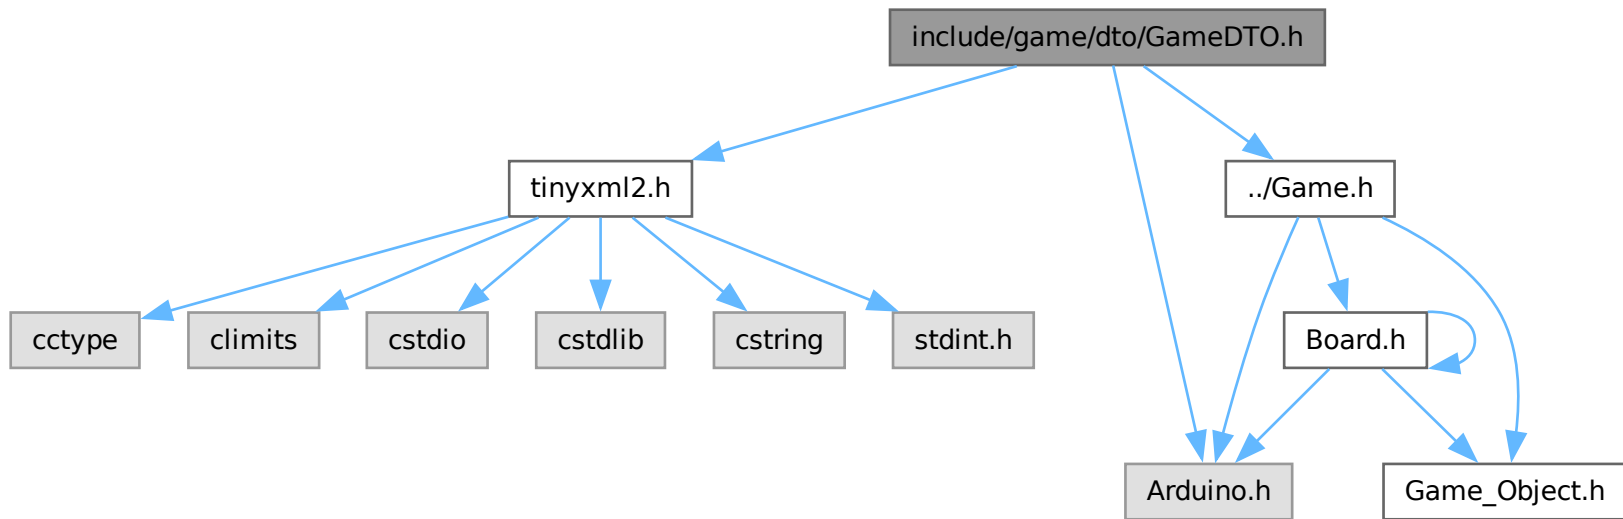 include/game/dto/GameDTO.h
tinyxml2.h
../Game.h
cctype
climits
cstdio
cstdlib
cstring
stdint.h
Board.h
Arduino.h
Game_Object.h